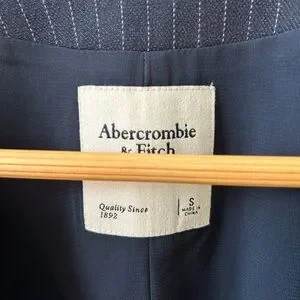 Abercrombie
& Fitch
Quality Since
1892
S
MADE IN
CHINA